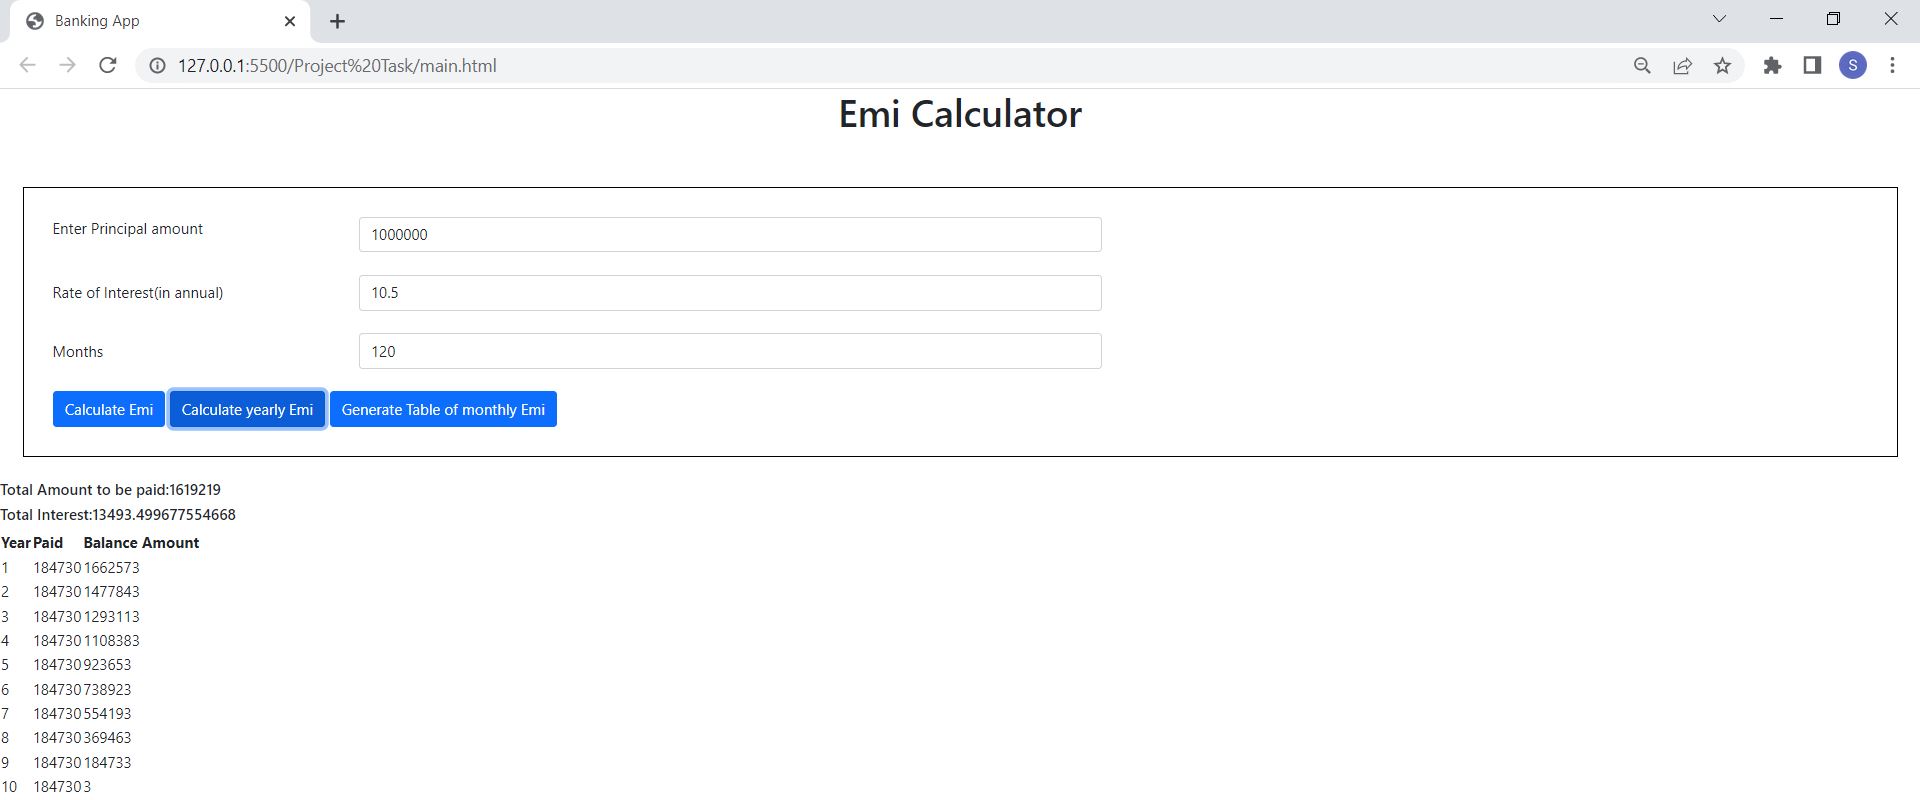 Banking App
127.0.0.1:5500/Project%20Task/main.html
S
Emi Calculator
Enter Principal amount
1000000
Rate of Interest(in annual)
10.5
Months
120
Calculate Emi Calculate yearly Emi Generate Table of monthly Emi
Total Amount to be paid:1619219
Total Interest:13493.499677554668
Year Paid Balance Amount
1 184730 1662573
2 184730 1477843
3 184730 1293113
4 184730 1108383
5 184730 923653
6 184730 738923
7 184730 554193
8 184730 369463
9 184730 184733
10 184730 3